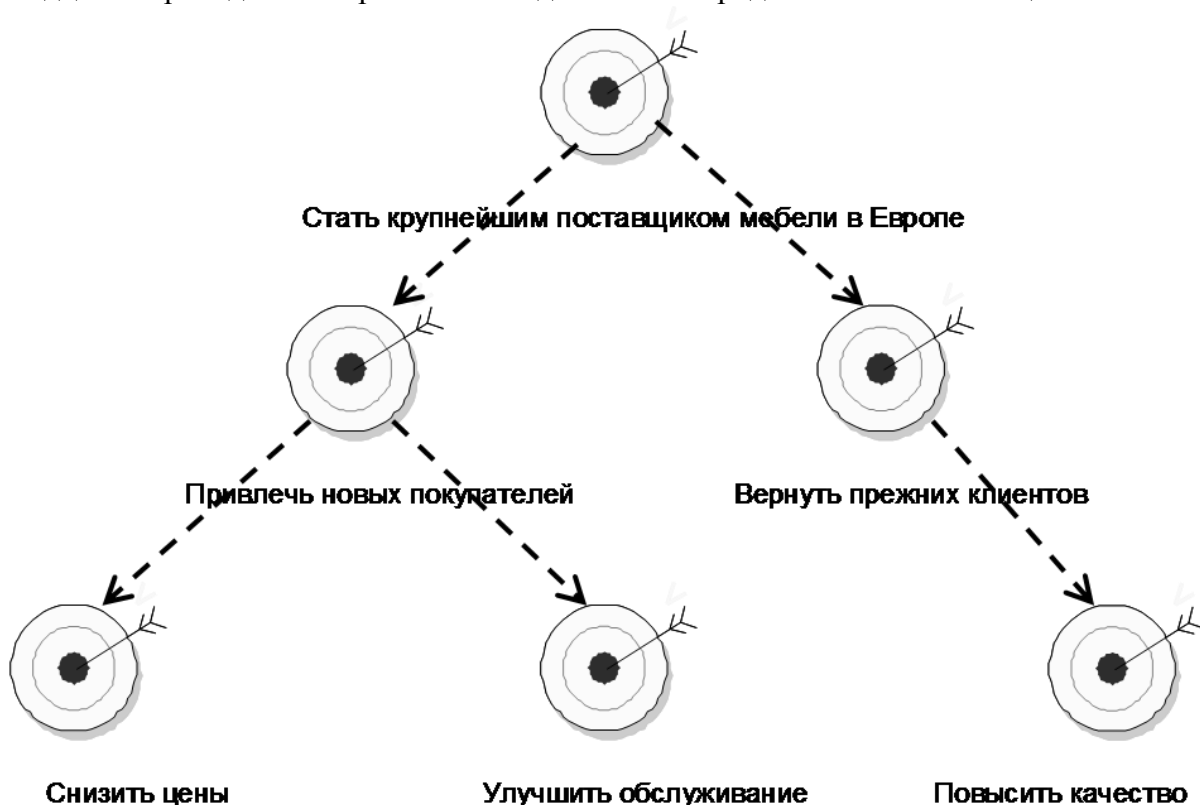 Стать крупнейшим поставщиком мебели в Европе
Привлечь новых покупателей
Вернуть прежних клиентов
Снизить цены
Улучшить обслуживание
Повысить качество